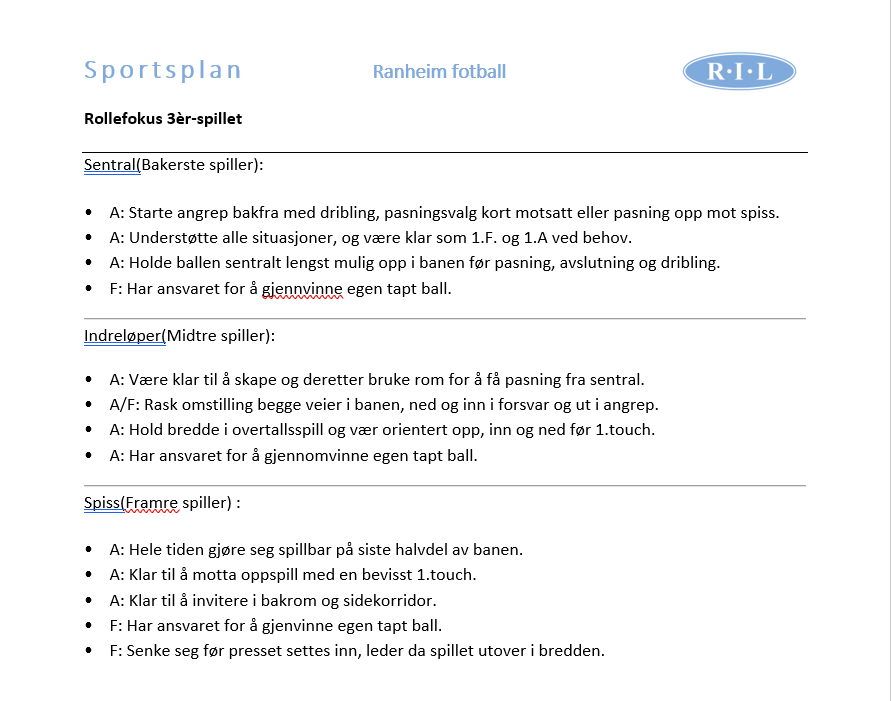 Sportsplan Ranheim fotball R·I·L
Rollefokus 3èr-spillet
Sentral(Bakerste spiller):
• A: Starte angrep bakfra med dribling, pasningsvalg kort motsatt eller pasning opp mot spiss.
• A: Understøtte alle situasjoner, og være klar som 1.F. og 1.A ved behov.
• A: Holde ballen sentralt lengst mulig opp i banen før pasning, avslutning og dribling.
• F: Har ansvaret for å gjennvinne egen tapt ball.
Indreløper(Midtre spiller):
• A: Være klar til å skape og deretter bruke rom for å få pasning fra sentral.
• A/F: Rask omstilling begge veier i banen, ned og inn i forsvar og ut i angrep.
• A: Hold bredde i overtallsspill og vær orientert opp, inn og ned før 1.touch.
• A: Har ansvaret for å gjennomvinne egen tapt ball.
Spiss(Framre spiller) :
• A: Hele tiden gjøre seg spillbar på siste halvdel av banen.
• A: Klar til å motta oppspill med en bevisst 1.touch.
• A: Klar til å invitere i bakrom og sidekorridor.
• F: Har ansvaret for å gjenvinne egen tapt ball.
• F: Senke seg før presset settes inn, leder da spillet utover i bredden.